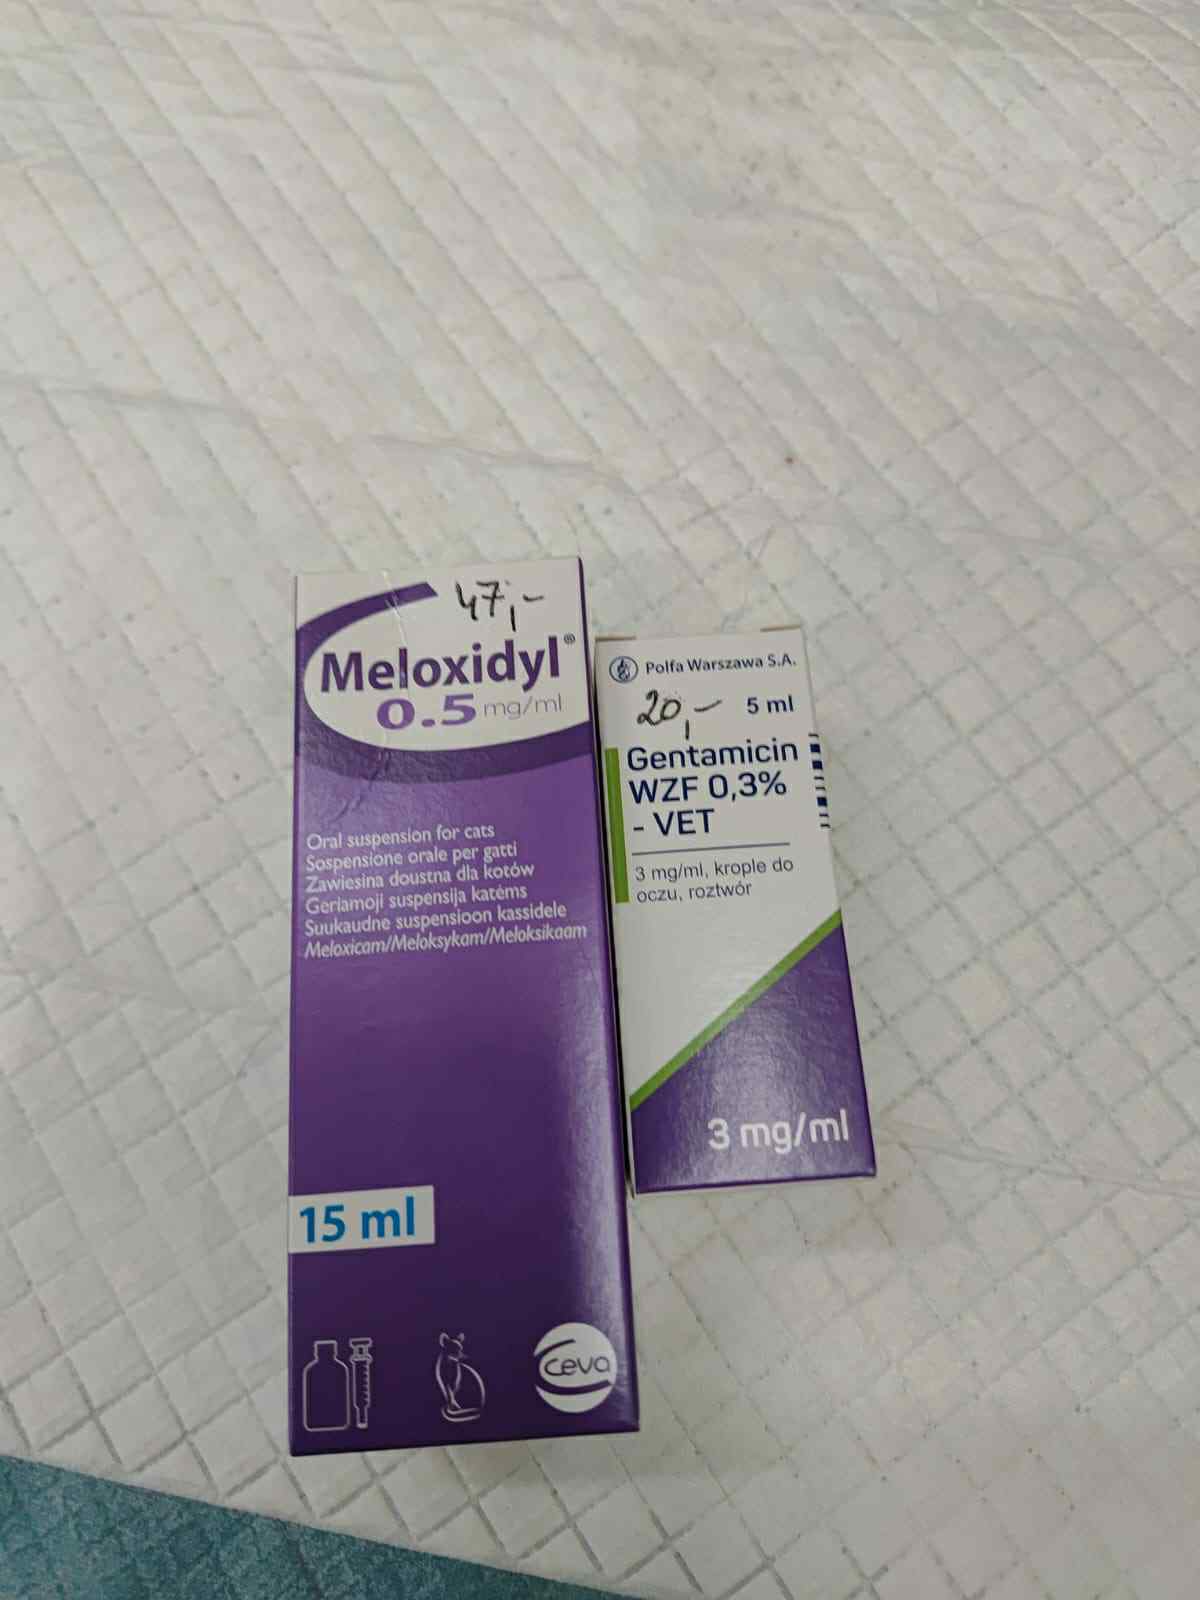 47,-
Meloxidyl®
0.5 mg/ml
Oral suspension for cats
Sospensione orale per gatti
Zawiesina doustna dla kotów
Geriamoji suspensija katėms
Suukaudne suspensioon kassidele
Meloxicam/Meloksykam/Meloksikaam
15 ml
ceva
Polfa Warszawa S.A.
20,- 5 ml
Gentamicin
WZF 0,3%
- VET
3 mg/ml, krople do
oczu, roztwór
3 mg/ml